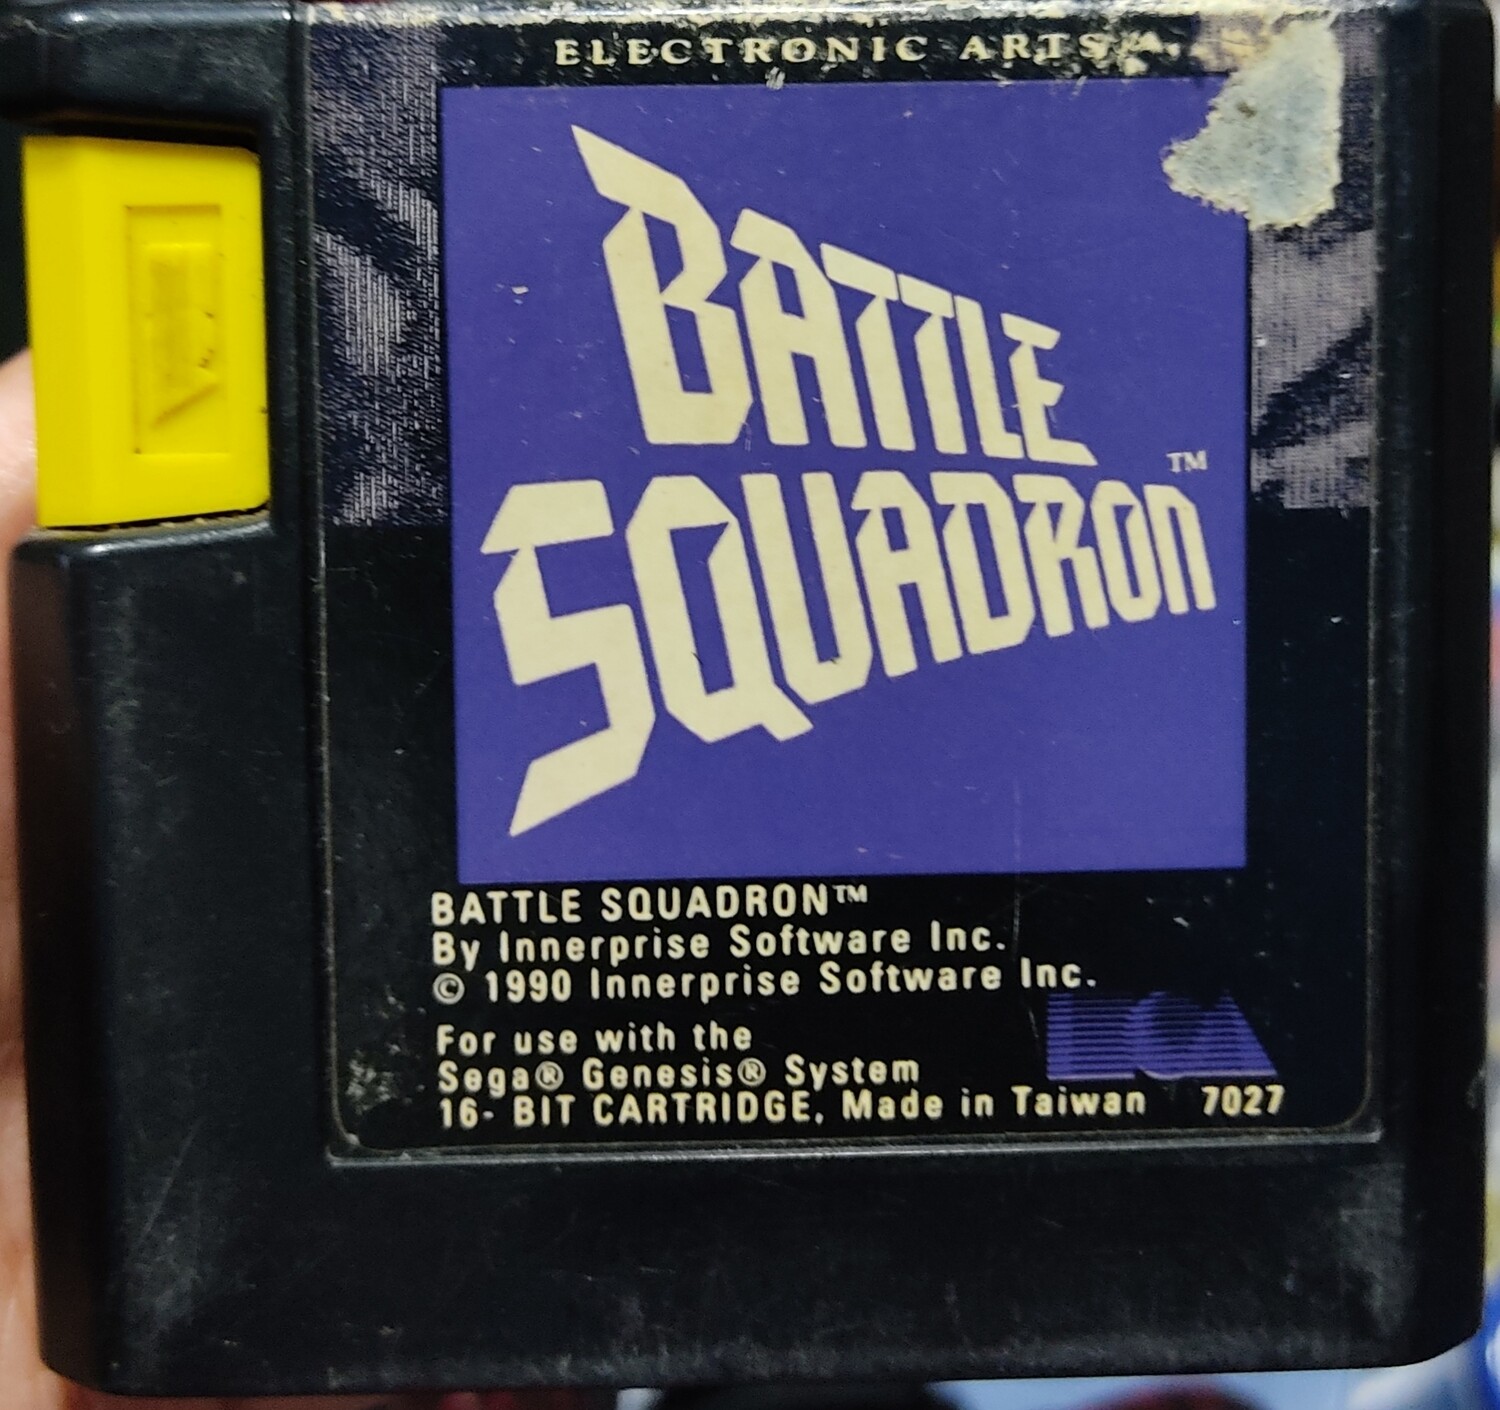 ELECTRONIC ARTS
BATTLE
SQUADRON™
BATTLE SQUADRON™
By Innerprise Software Inc.
© 1990 Innerprise Software Inc.
For use with the
Sega® Genesis® System
16- BIT CARTRIDGE, Made in Taiwan 7027